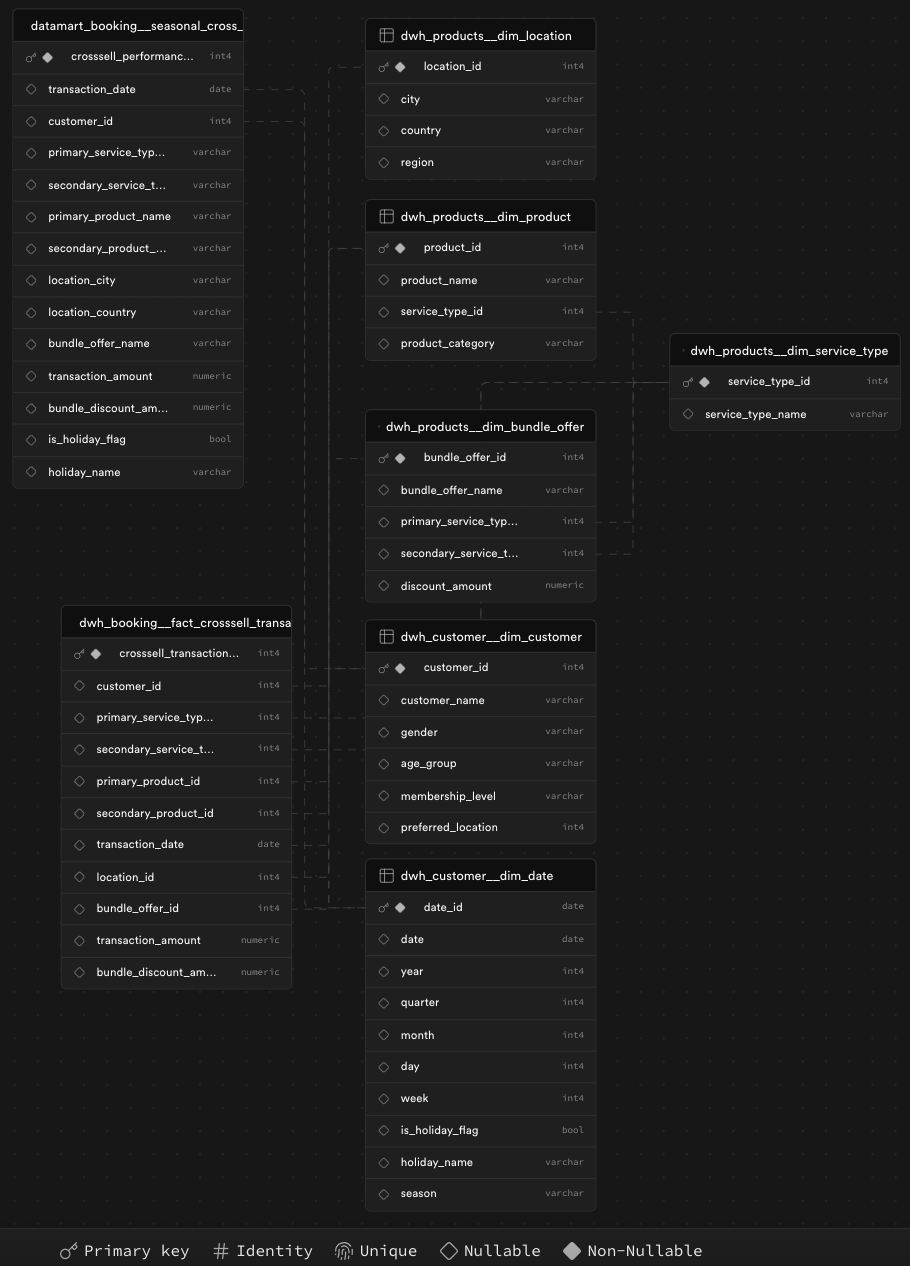 datamart_booking__seasonal_cross_
crosssell_performanc... int4
transaction_date date
customer_id int4
primary_service_typ... varchar
secondary_service_t... varchar
primary_product_name varchar
secondary_product_... varchar
location_city varchar
location_country varchar
bundle_offer_name varchar
transaction_amount numeric
bundle_discount_am... numeric
is_holiday_flag bool
holiday_name varchar
dwh_booking__fact_crosssell_transa
crosssell_transaction... int4
customer_id int4
primary_service_typ... int4
secondary_service_t... int4
primary_product_id int4
secondary_product_id int4
transaction_date date
location_id int4
bundle_offer_id int4
transaction_amount numeric
bundle_discount_am... numeric
dwh_products__dim_location
location_id int4
city varchar
country varchar
region varchar
dwh_products__dim_product
product_id int4
product_name varchar
service_type_id int4
product_category varchar
dwh_products__dim_bundle_offer
bundle_offer_id int4
bundle_offer_name varchar
primary_service_typ... int4
secondary_service_t... int4
discount_amount numeric
dwh_customer__dim_customer
customer_id int4
customer_name varchar
gender varchar
age_group varchar
membership_level varchar
preferred_location int4
dwh_customer__dim_date
date_id date
date date
year int4
quarter int4
month int4
day int4
week int4
is_holiday_flag bool
holiday_name varchar
season varchar
dwh_products__dim_service_type
service_type_id int4
service_type_name varchar
Primary key Identity Unique Nullable Non-Nullable